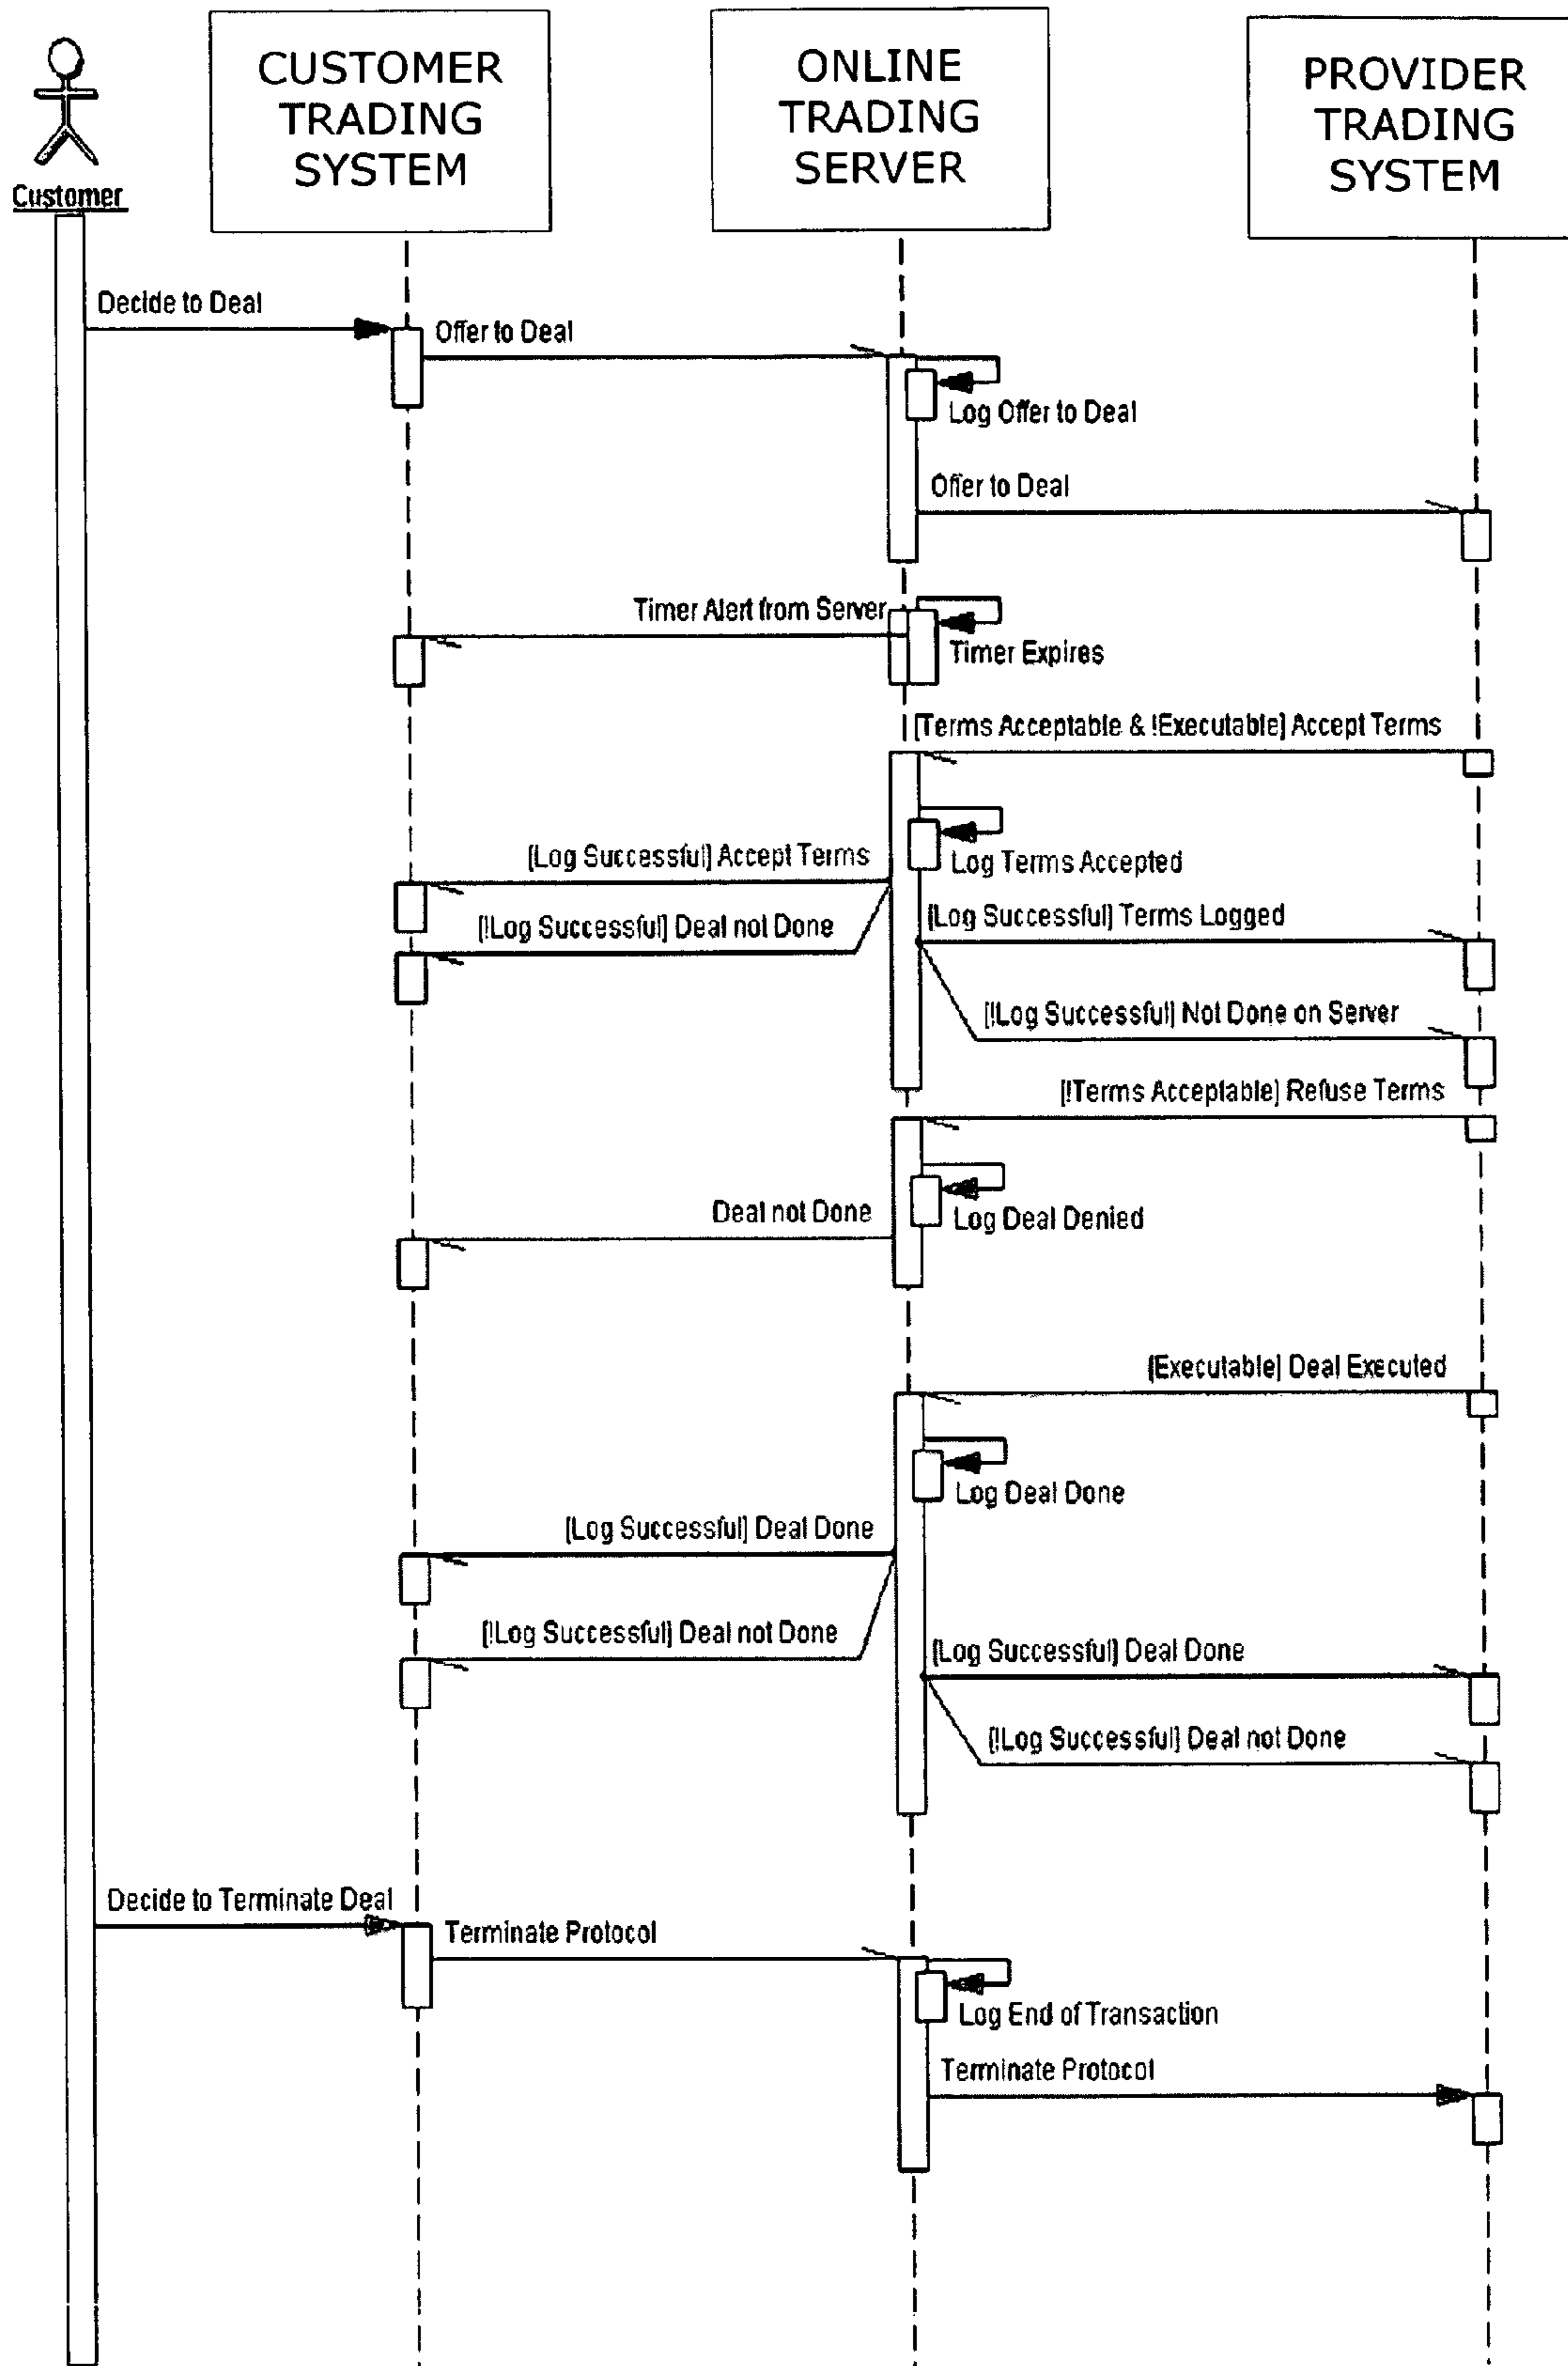 Customer
CUSTOMER
TRADING
SYSTEM
ONLINE
TRADING
SERVER
PROVIDER
TRADING
SYSTEM
Decide to Deal
Offer to Deal
Log Offer to Deal
Offer to Deal
Timer Alert from Server
Timer Expires
[Terms Acceptable & !Executable] Accept Terms
Log Terms Accepted
[Log Successful] Accept Terms
[Log Successful] Terms Logged
[!Log Successful] Deal not Done
[!Log Successful] Not Done on Server
[!Terms Acceptable] Refuse Terms
Log Deal Denied
Deal not Done
[Executable] Deal Executed
Log Deal Done
[Log Successful] Deal Done
[!Log Successful] Deal not Done
[Log Successful] Deal Done
[!Log Successful] Deal not Done
Decide to Terminate Deal
Terminate Protocol
Log End of Transaction
Terminate Protocol